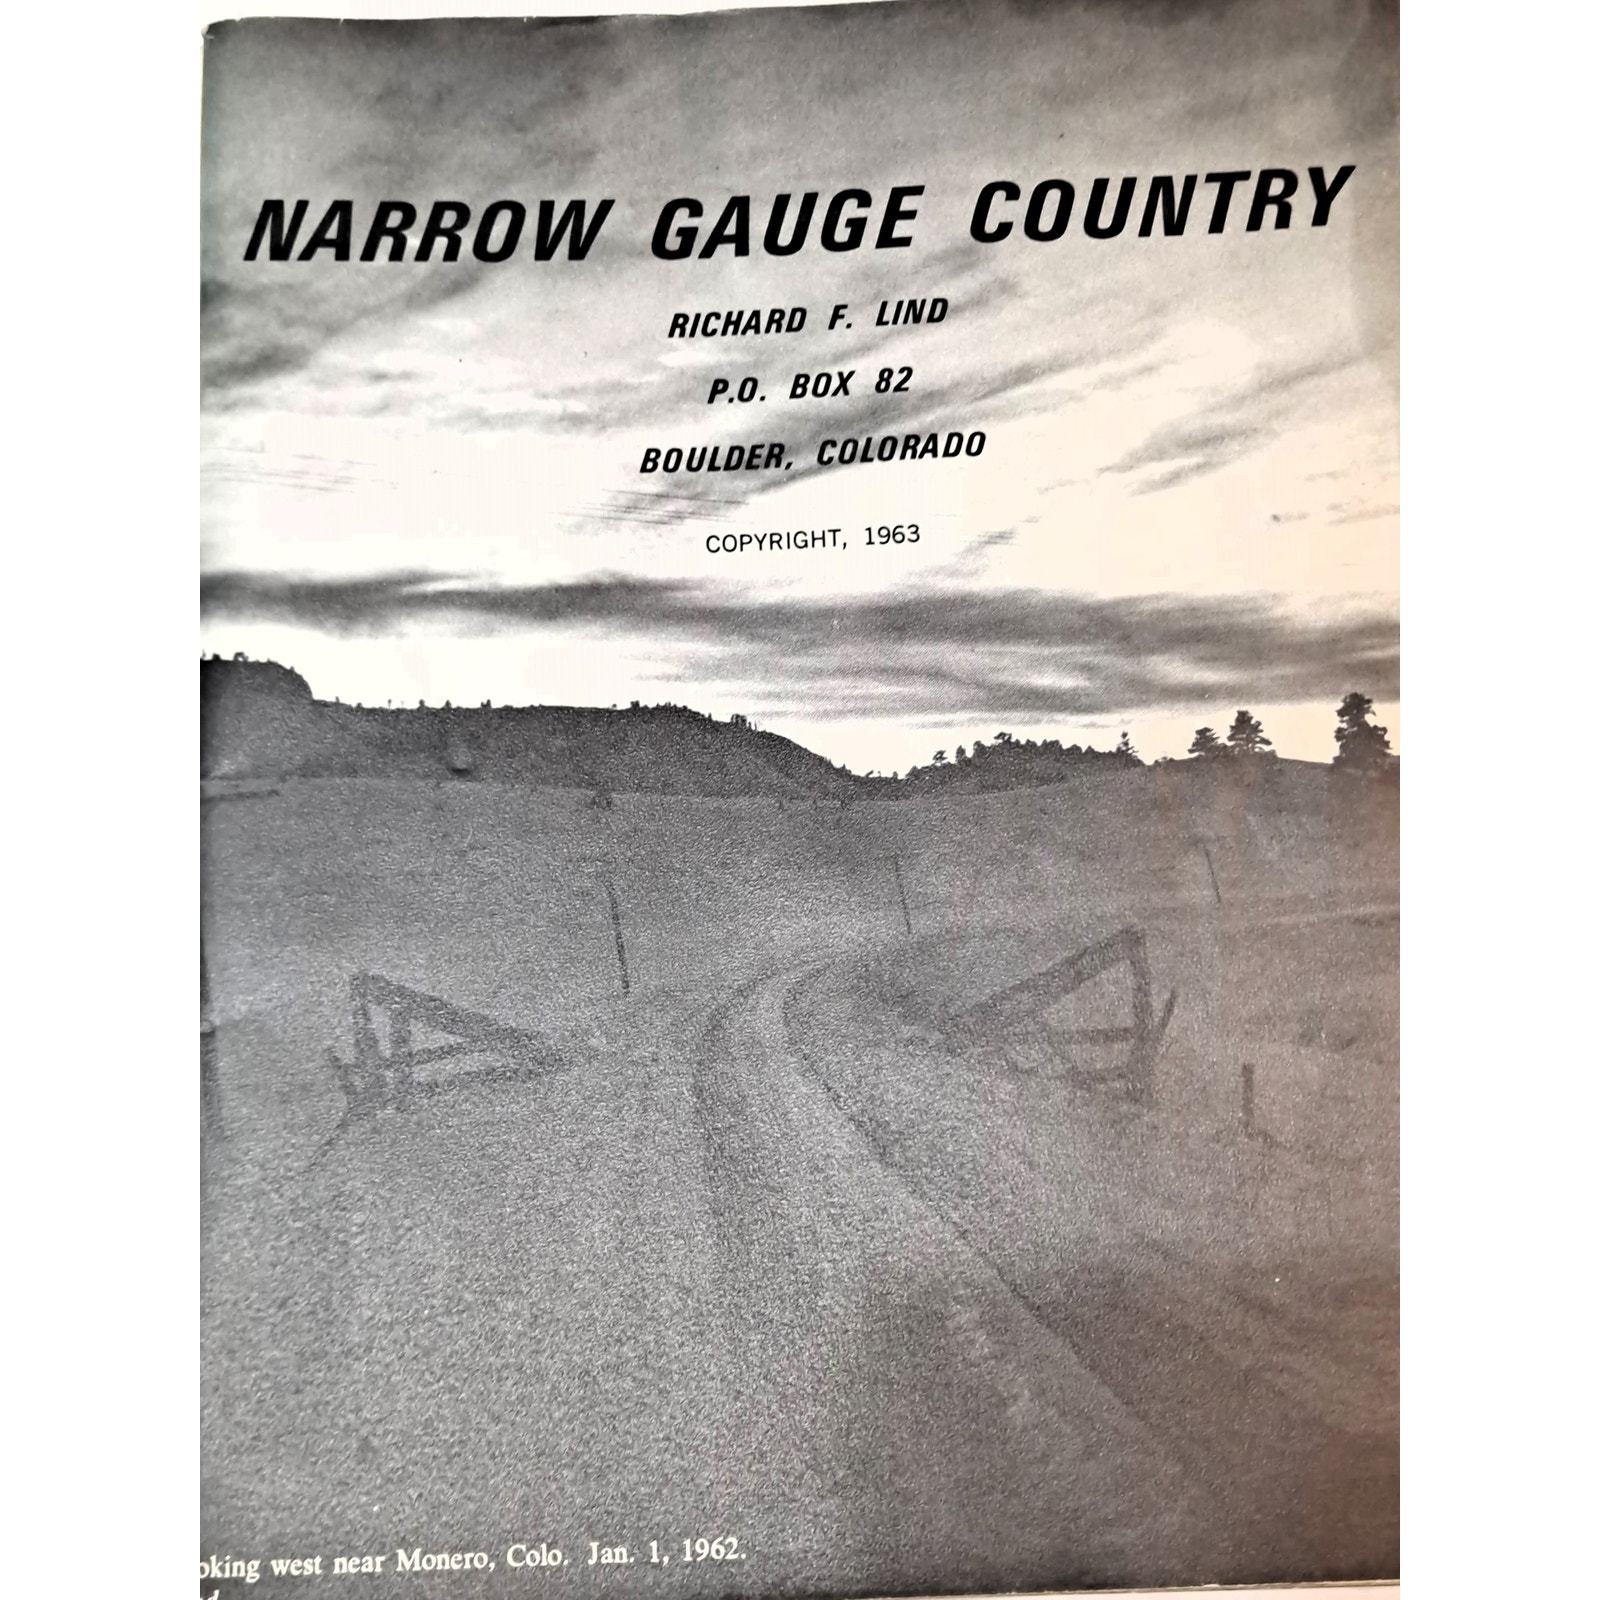 NARROW GAUGE COUNTRY
RICHARD F. LIND
P.O. BOX 82
BOULDER, COLORADO
COPYRIGHT, 1963
oking west near Monero, Colo. Jan. 1, 1962.